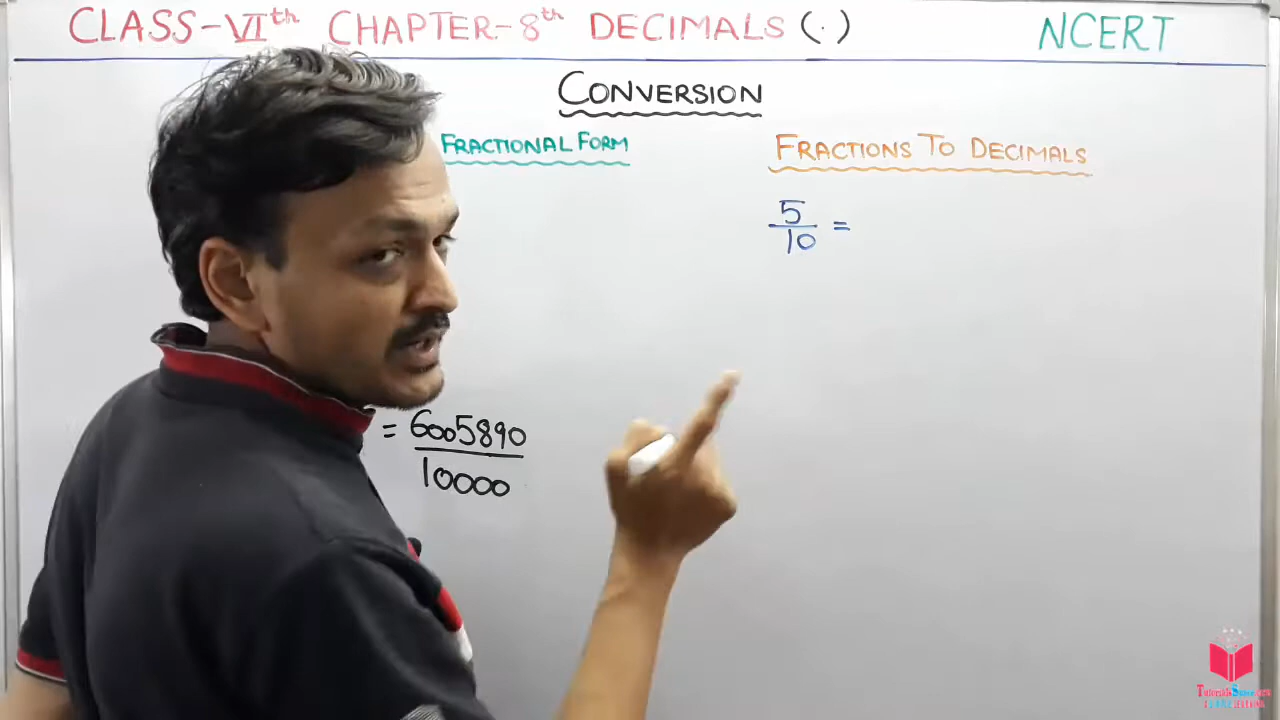 CLASS-VIth CHAPTER-8th DECIMALS (.) NCERT
CONVERSION
FRACTIONAL FORM
FRACTIONS TO DECIMALS
5/10 =
= 6005890/10000